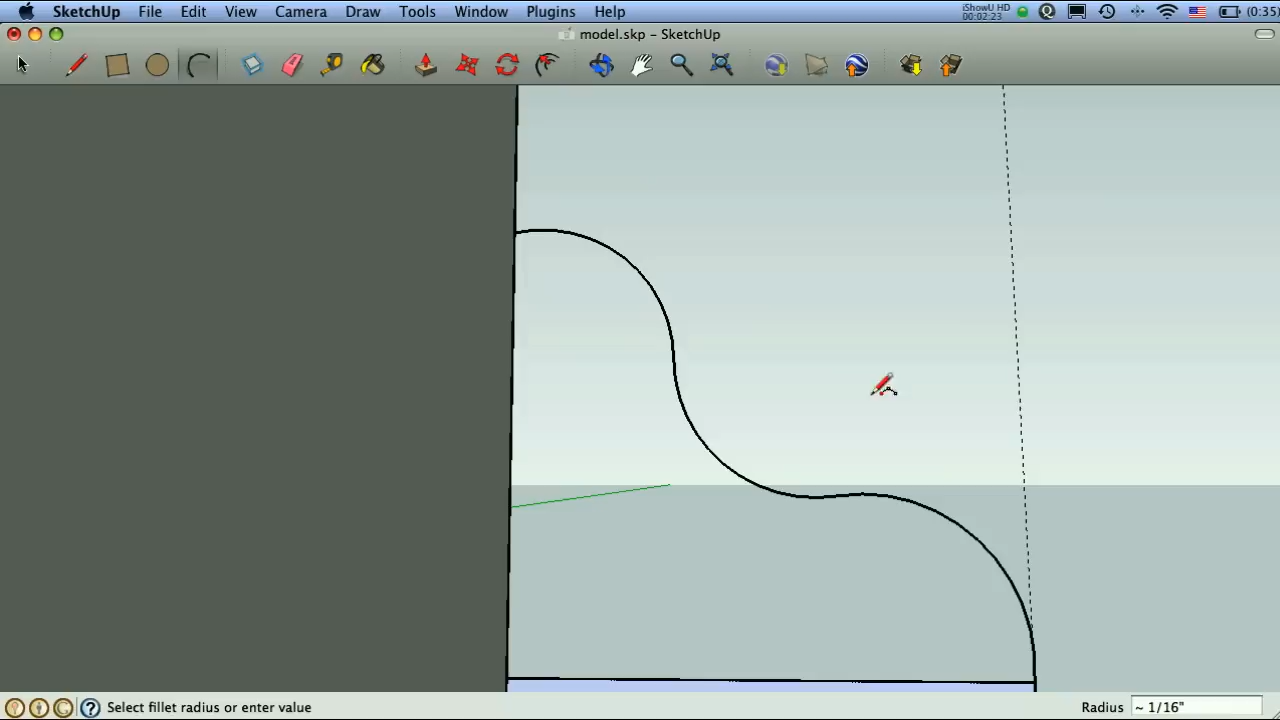 SketchUp File Edit View Camera Draw Tools Window Plugins Help iShowU HD 00:02:23 (0:35)
model.skp – SketchUp
Select fillet radius or enter value Radius ~ 1/16"